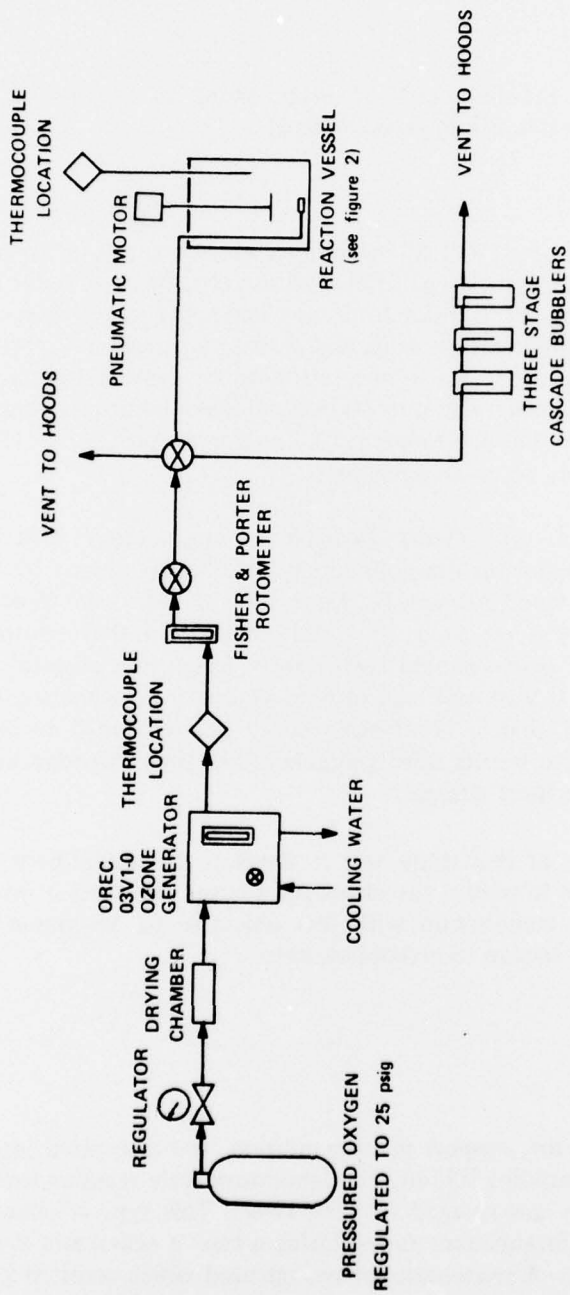 PRESSURED OXYGEN
REGULATED TO 25 psig
REGULATOR
DRYING
CHAMBER
OREC
03V1-0
OZONE
GENERATOR
COOLING WATER
THERMOCOUPLE
LOCATION
FISHER & PORTER
ROTOMETER
VENT TO HOODS
PNEUMATIC MOTOR
THERMOCOUPLE
LOCATION
REACTION VESSEL
(see figure 2)
THREE STAGE
CASCADE BUBBLERS
VENT TO HOODS